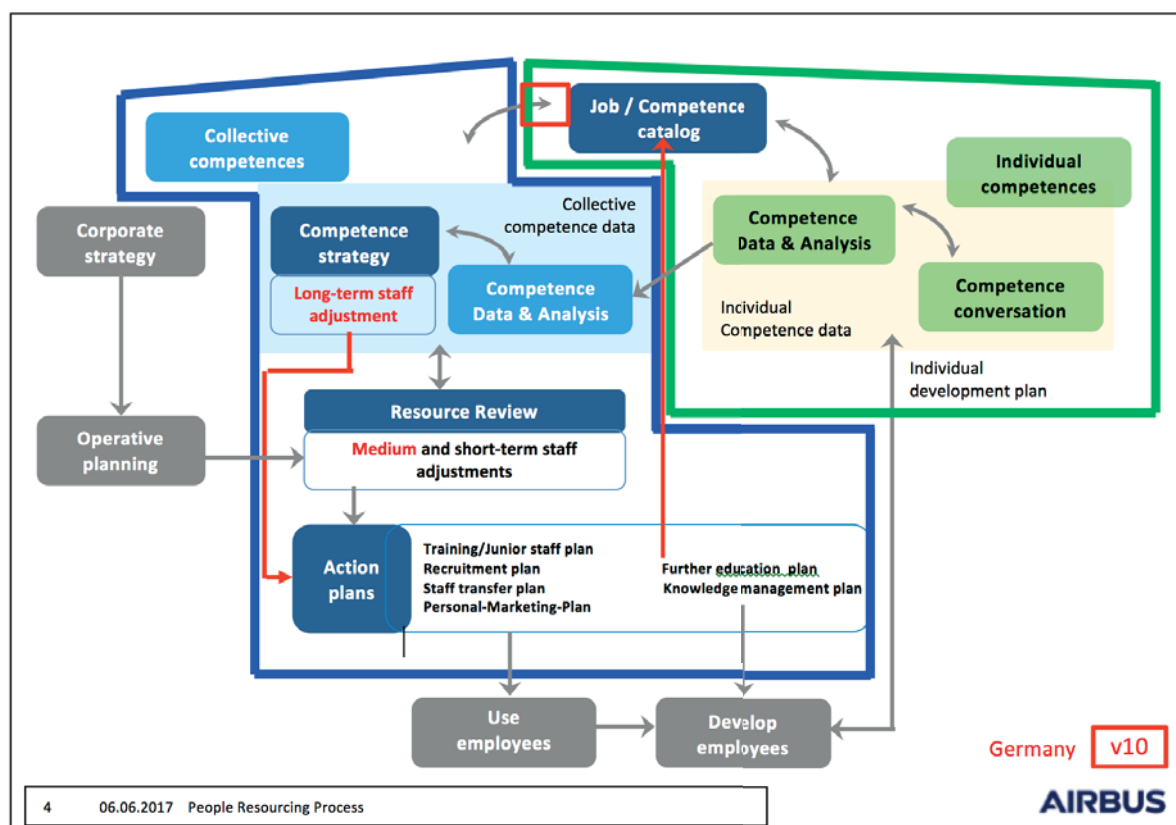 Job / Competence
catalog
Collective
competences
Individual
competences
Collective
competence data
Corporate
strategy
Competence
strategy
Competence
Data & Analysis
Long-term staff
adjustment
Competence
Data & Analysis
Competence
conversation
Incividual
Competence data
Individual
development plan
Resource Review
Operative
planning
Medium and short-term staff
adjustments
Action
plans
Training/Junior staff plan
Recruitment plan
Staff transfer plan
Personal-Marketing-Plan
Further education plan
Knowledge management plan
Use
employees
Develop
employees
Germany v10
4 06.06.2017 People Resourcing Process
AIRBUS